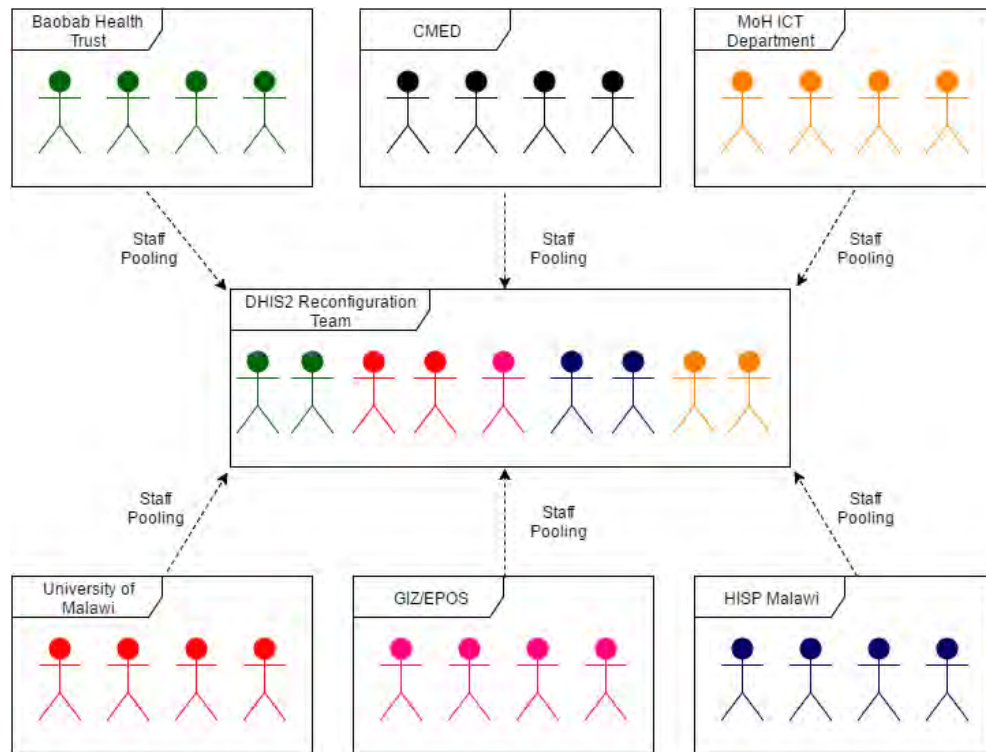 Baobab Health
Trust
CMED
MoH ICT
Department
Staff
Pooling
Staff
Pooling
Staff
Pooling
DHIS2 Reconfiguration
Team
Staff
Pooling
Staff
Pooling
Staff
Pooling
University of
Malawi
GIZ/EPOS
HISP Malawi